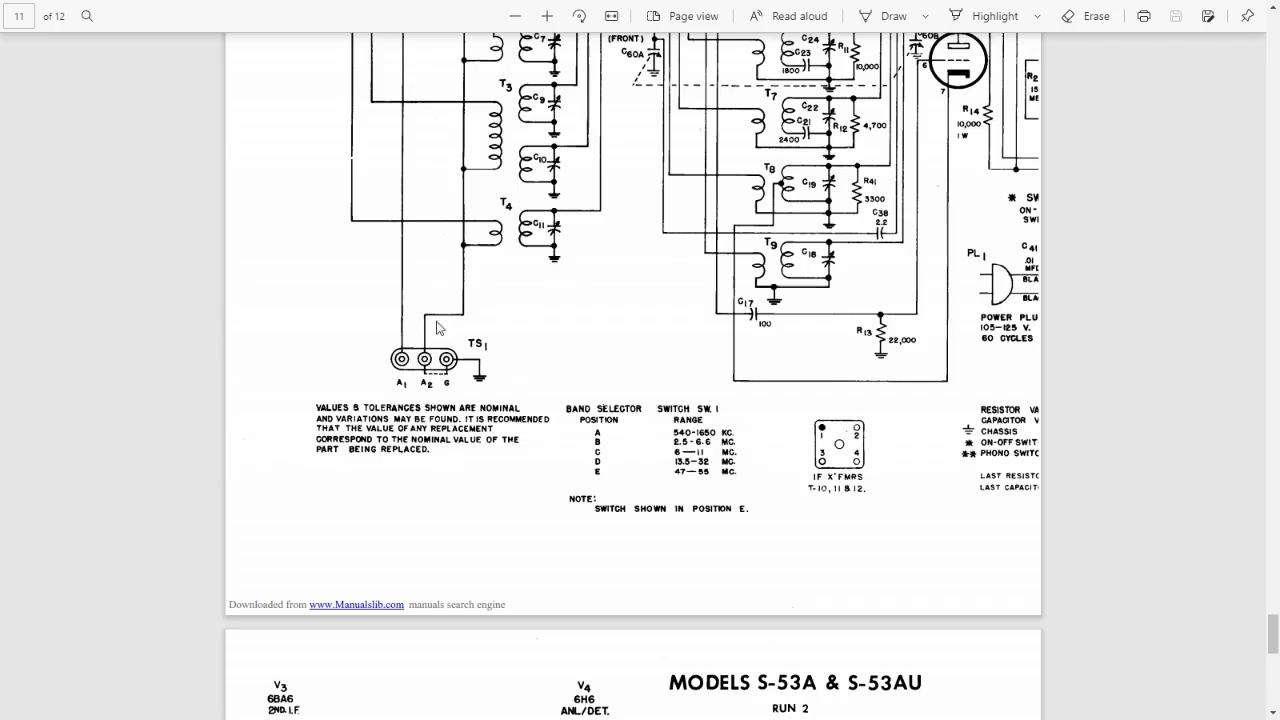 11 of 12
Page view
Read aloud
Draw
Highlight
Erase
C7
(FRONT)
C60A
C24
C23
1800
R11
10,000
C60B
6
7
T3
C9
T7
C22
C21
2400
R12
4,700
R14
10,000
1W
C10
T8
C19
R41
3300
C38
2.2
T4
C11
T9
C18
PL1
C41
.01
C17
100
R13
22,000
POWER PLU
105-125 V.
60 CYCLES
TS1
A1 A2 G
VALUES & TOLERANCES SHOWN ARE NOMINAL
AND VARIATIONS MAY BE FOUND. IT IS RECOMMENDED
THAT THE VALUE OF ANY REPLACEMENT
CORRESPOND TO THE NOMINAL VALUE OF THE
PART BEING REPLACED.
BAND SELECTOR SWITCH SW. 1
POSITION RANGE
A 540-1650 KC.
B 2.5-6.6 MC.
C 6-11 MC.
D 13.5-32 MC.
E 47-55 MC.
NOTE:
SWITCH SHOWN IN POSITION E.
1 2
3 4
IF X'FMRS
T-10, 11 & 12.
* SW
ON-
SWI
RESISTOR VA
CAPACITOR V
CHASSIS
* ON-OFF SWIT
** PHONO SWITC
LAST RESISTO
LAST CAPACIT
Downloaded from www.Manualslib.com manuals search engine
V3
6BA6
2ND. I.F.
V4
6H6
ANL/DET.
MODELS S-53A & S-53AU
RUN 2